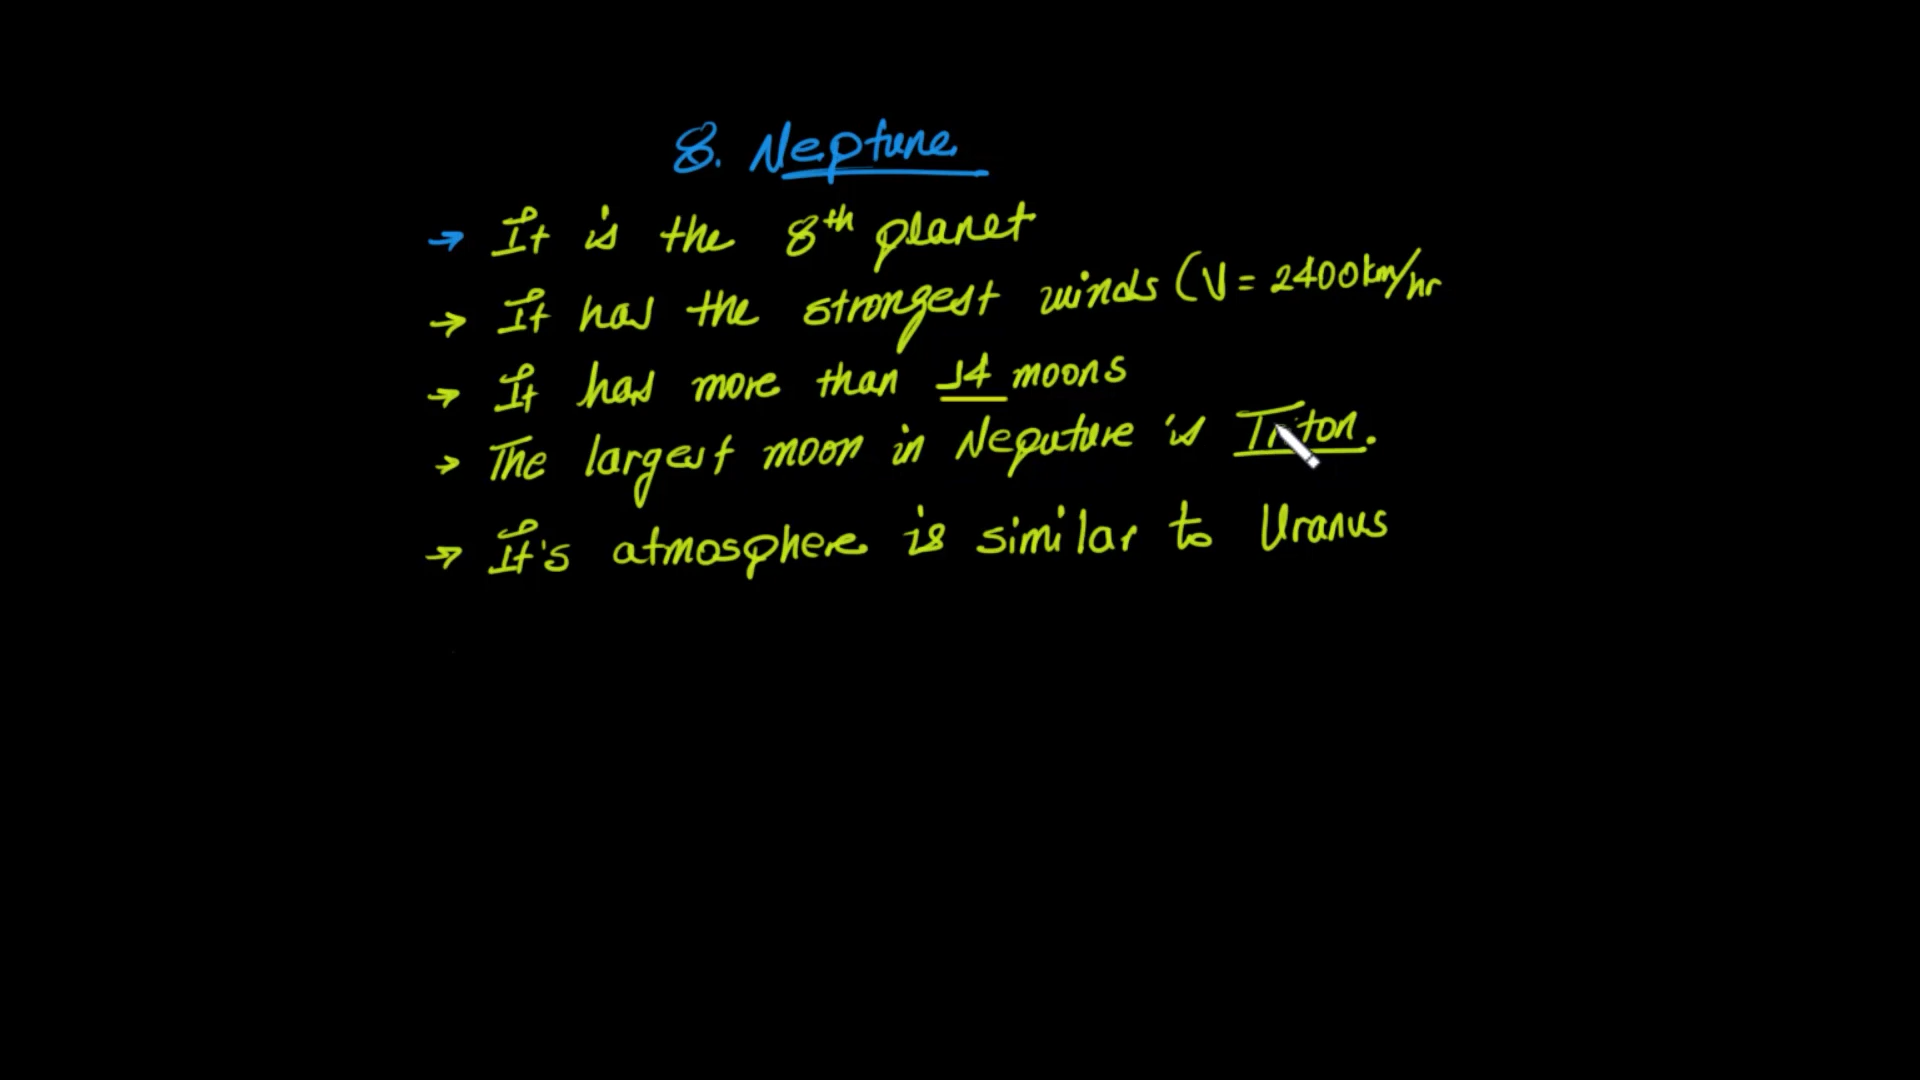 8. Neptune
→ It is the 8th planet
→ It has the strongest winds (V = 2400km/hr
→ It has more than 14 moons
→ The largest moon in Neputure is Triton.
→ It's atmosphere is similar to Uranus